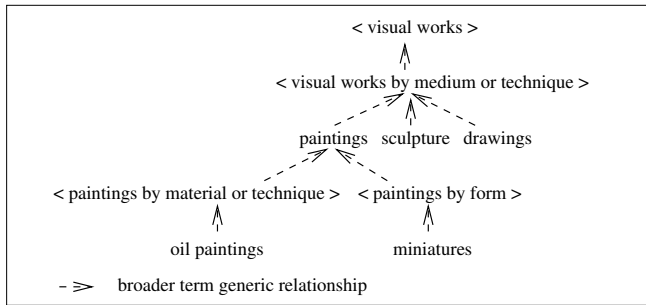 < visual works >
< visual works by medium or technique >
paintings sculpture drawings
< paintings by material or technique > < paintings by form >
oil paintings miniatures
broader term generic relationship